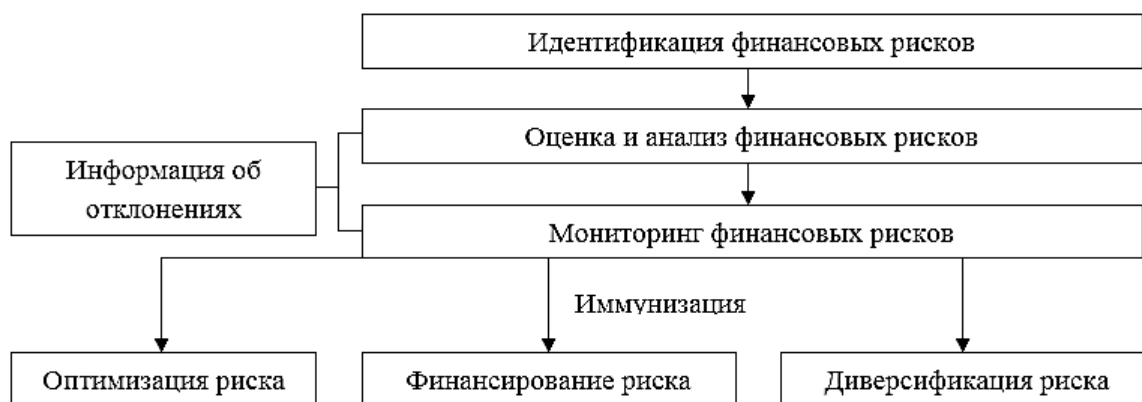 Идентификация финансовых рисков
Оценка и анализ финансовых рисков
Информация об
отклонениях
Мониторинг финансовых рисков
Иммунизация
Оптимизация риска
Финансирование риска
Диверсификация риска